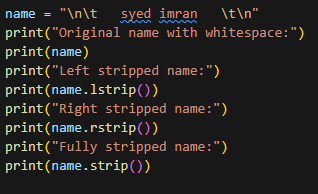 name = "\n\t   syed imran   \t\n"
print("Original name with whitespace:")
print(name)
print("Left stripped name:")
print(name.lstrip())
print("Right stripped name:")
print(name.rstrip())
print("Fully stripped name:")
print(name.strip())